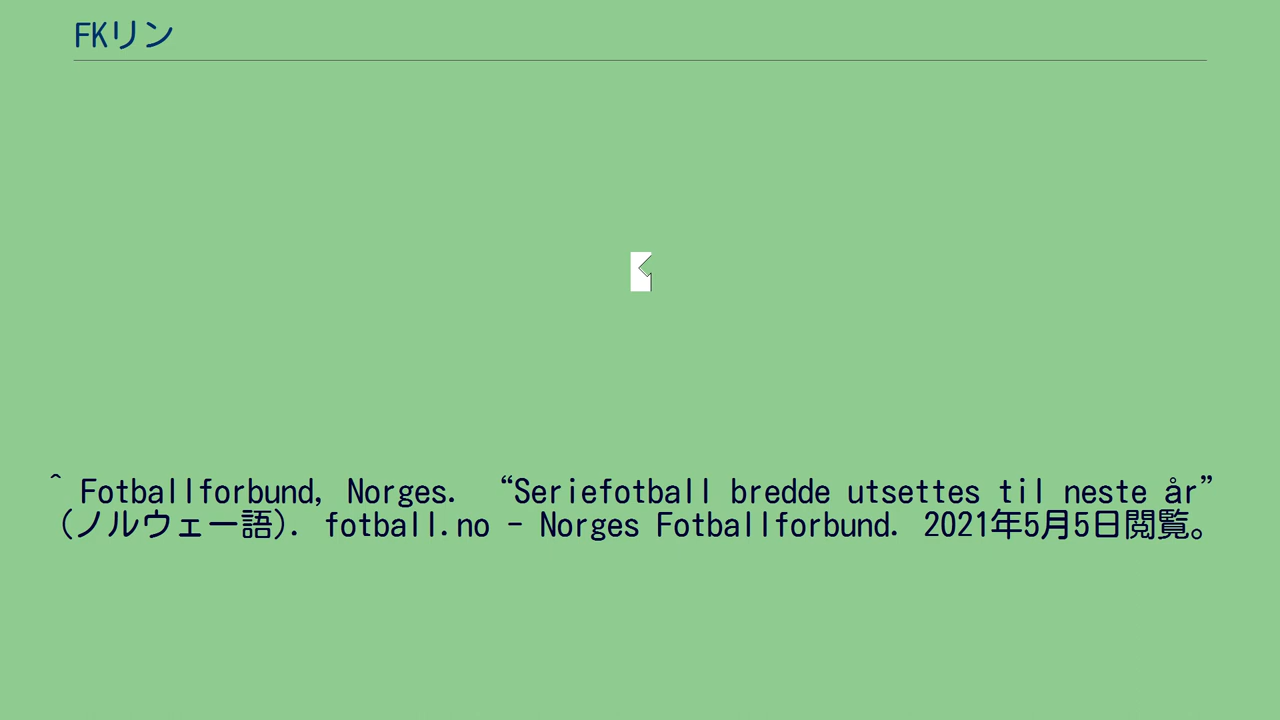 FKリン
^ Fotballforbund, Norges. “Seriefotball bredde utsettes til neste år”
(ノルウェー語). fotball.no - Norges Fotballforbund. 2021年5月5日閲覧。